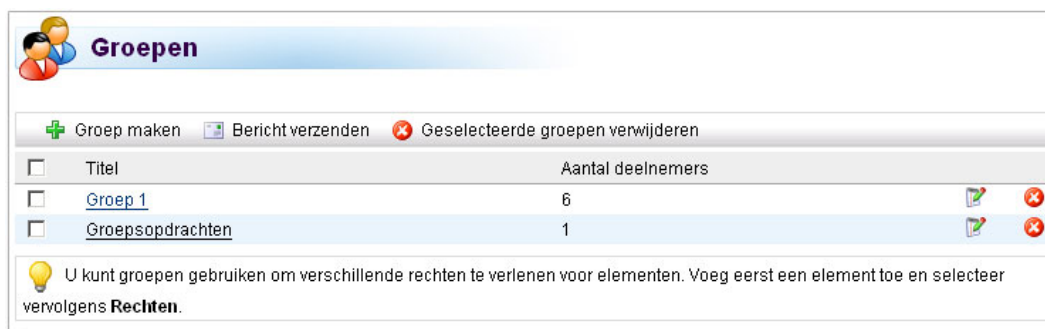 Groepen
Groep maken Bericht verzenden Geselecteerde groepen verwijderen
Titel Aantal deelnemers
Groep 1 6
Groepsopdrachten 1
U kunt groepen gebruiken om verschillende rechten te verlenen voor elementen. Voeg eerst een element toe en selecteer
vervolgens Rechten.